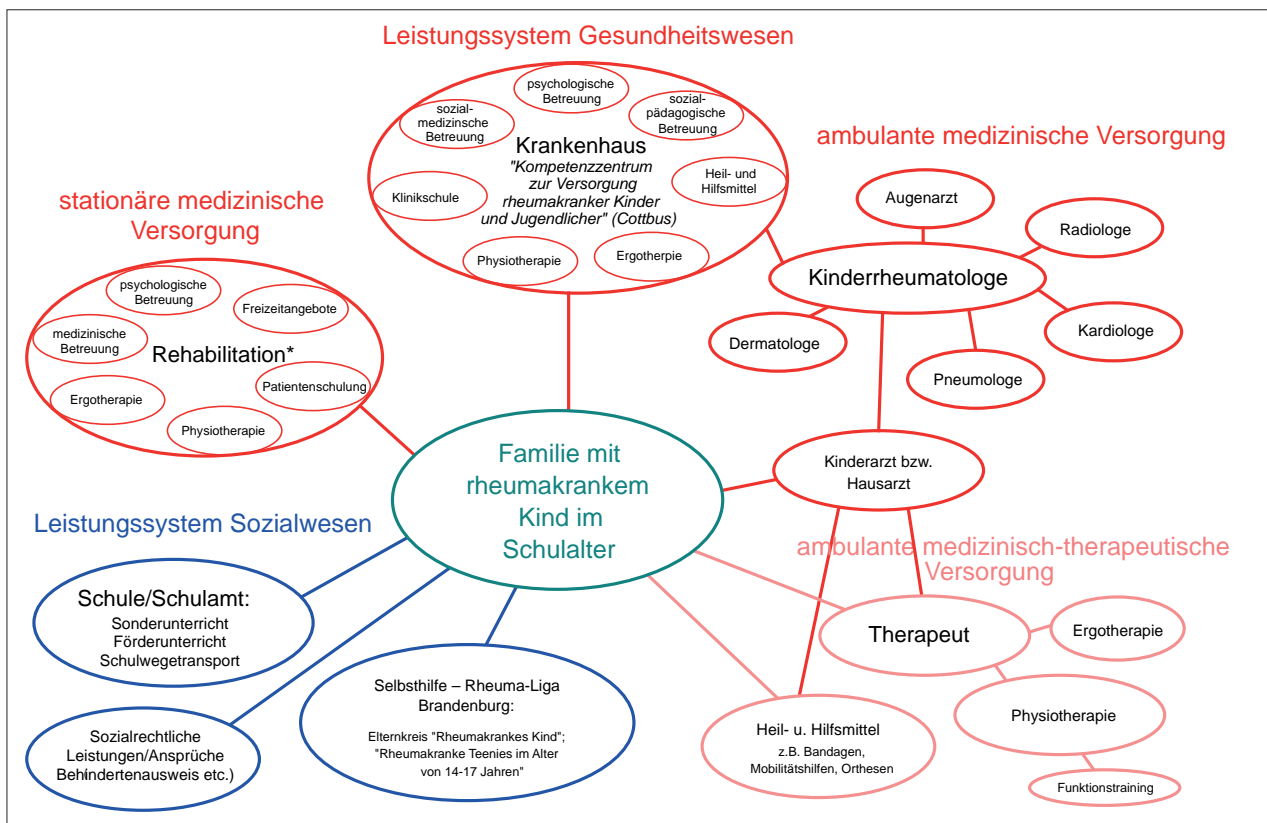 Leistungssystem Gesundheitswesen
psychologische
Betreuung
sozial-
medizinsche
Betreuung
sozial-
pädagogische
Betreuung
Krankenhaus
"Kompetenzzentrum
zur Versorgung
rheumakranker Kinder
und Jugendlicher" (Cottbus)
Klinikschule
Heil- und
Hilfsmittel
Physiotherapie
Ergotherpie
ambulante medizinische Versorgung
Augenarzt
Radiologe
Kinderrheumatologe
Dermatologe
Kardiologe
Pneumologe
Kinderarzt bzw.
Hausarzt
stationäre medizinische
Versorgung
psychologische
Betreuung
Freizeitangebote
medizinische
Betreuung
Rehabilitation*
Patientenschulung
Ergotherapie
Physiotherapie
Familie mit
rheumakrankem
Kind im
Schulalter
Leistungssystem Sozialwesen
Schule/Schulamt:
Sonderunterricht
Förderunterricht
Schulwegetransport
Sozialrechtliche
Leistungen/Ansprüche
Behindertenausweis etc.)
Selbsthilfe – Rheuma-Liga
Brandenburg:
Elternkreis "Rheumakrankes Kind";
"Rheumakranke Teenies im Alter
von 14-17 Jahren"
ambulante medizinisch-therapeutische
Versorgung
Therapeut
Ergotherapie
Physiotherapie
Funktionstraining
Heil- u. Hilfsmittel
z.B. Bandagen,
Mobilitätshilfen, Orthesen